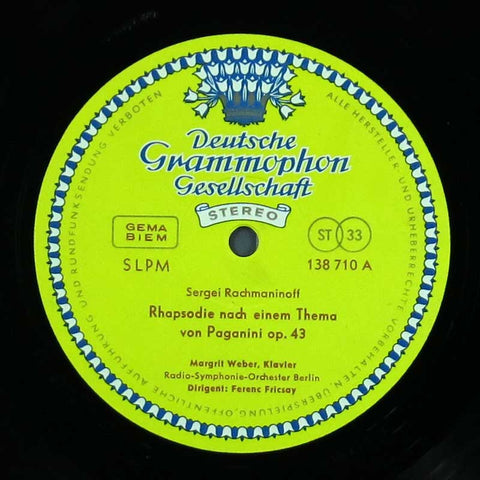 ALLE HERSTELLER- UND URHEBERRECHTE VORBEHALTEN, ÜBERSPIELUNG, ÖFFENTLICHE AUFFÜHRUNG UND RUNDFUNKSENDUNG VERBOTEN
Deutsche
Grammophon
Gesellschaft
STEREO
GEMA
BIEM
ST 33
SLPM
138 710 A
Sergei Rachmaninoff
Rhapsodie nach einem Thema
von Paganini op. 43
Margrit Weber, Klavier
Radio-Symphonie-Orchester Berlin
Dirigent: Ferenc Fricsay